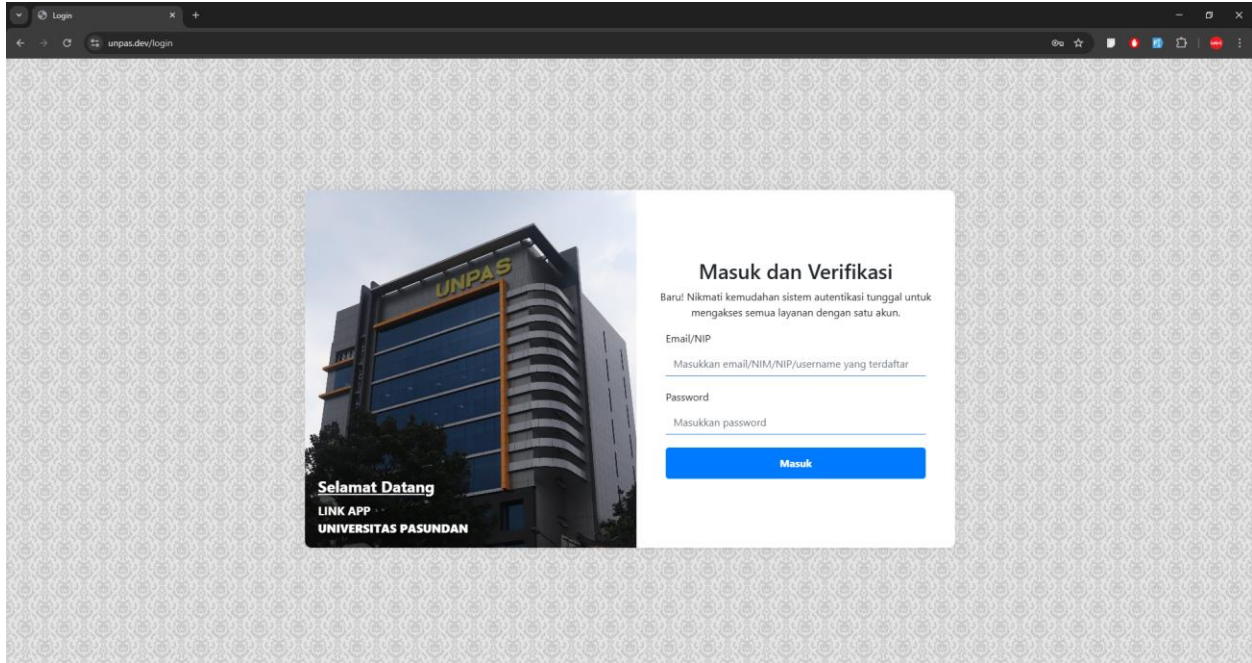 Login
unpas.dev/login
UNPAS
Selamat Datang
LINK APP
UNIVERSITAS PASUNDAN
Masuk dan Verifikasi
Baru! Nikmati kemudahan sistem autentikasi tunggal untuk
mengakses semua layanan dengan satu akun.
Email/NIP
Masukkan email/NIM/NIP/username yang terdaftar
Password
Masukkan password
Masuk